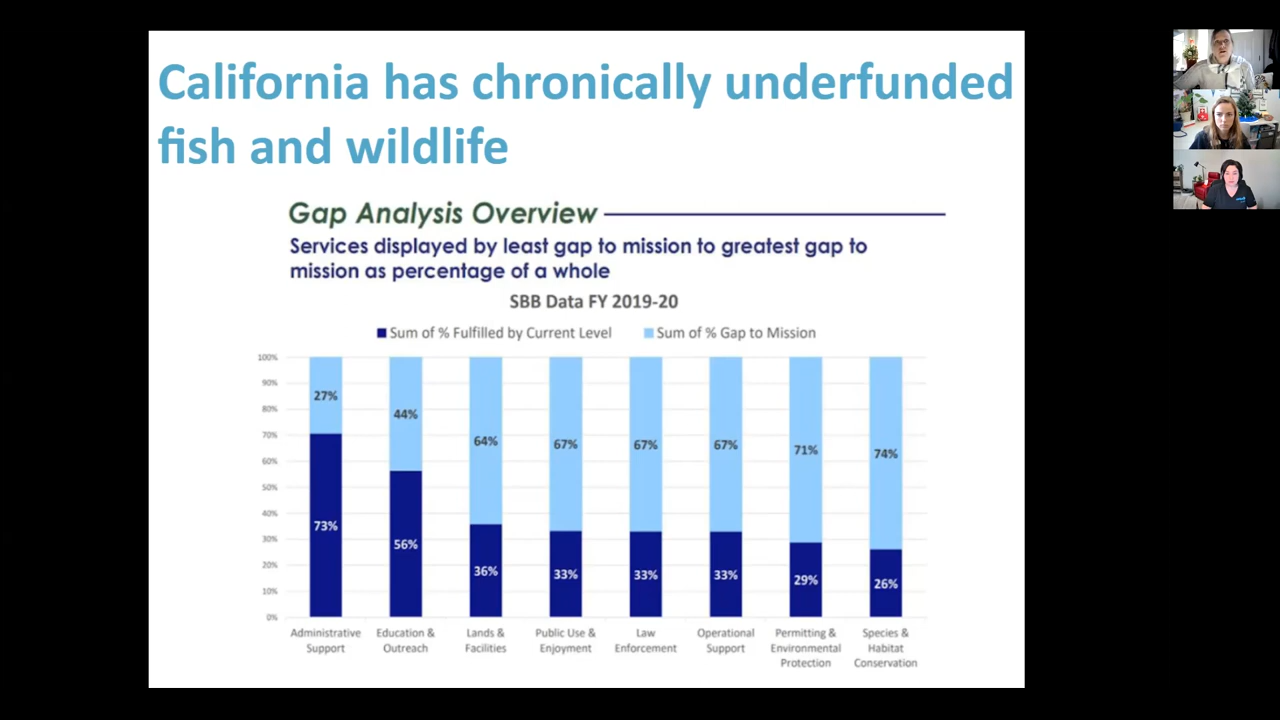 California has chronically underfunded
fish and wildlife
Gap Analysis Overview
Services displayed by least gap to mission to greatest gap to
mission as percentage of a whole
SBB Data FY 2019-20
Sum of % Fulfilled by Current Level Sum of % Gap to Mission
100%
90%
80%
70%
60%
50%
40%
30%
20%
10%
0%
27% 44% 64% 67% 67% 67% 71% 74%
73% 56% 36% 33% 33% 33% 29% 26%
Administrative Support
Education & Outreach
Lands & Facilities
Public Use & Enjoyment
Law Enforcement
Operational Support
Permitting & Environmental Protection
Species & Habitat Conservation